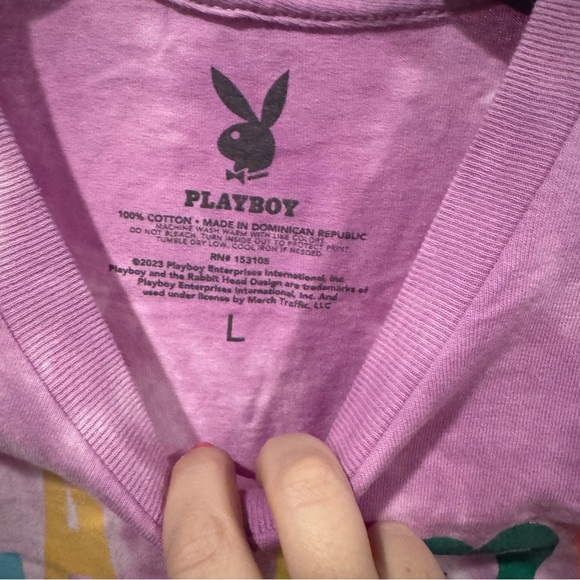 PLAYBOY
100% COTTON • MADE IN DOMINICAN REPUBLIC
MACHINE WASH WARM WITH LIKE COLORS
DO NOT BLEACH. TURN INSIDE OUT TO PROTECT PRINT.
TUMBLE DRY LOW. COOL IRON IF NEEDED.
RN# 153105
©2023 Playboy Enterprises International, Inc.
Playboy and the Rabbit Head Design are trademarks of
Playboy Enterprises International, Inc. And
used under license by Merch Traffic, LLC
L